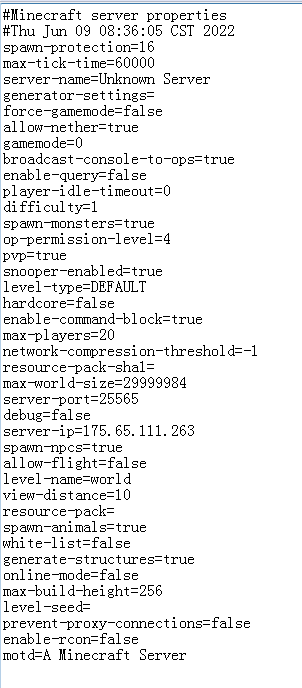 #Minecraft server properties
#Thu Jun 09 08:36:05 CST 2022
spawn-protection=16
max-tick-time=60000
server-name=Unknown Server
generator-settings=
force-gamemode=false
allow-nether=true
gamemode=0
broadcast-console-to-ops=true
enable-query=false
player-idle-timeout=0
difficulty=1
spawn-monsters=true
op-permission-level=4
pvp=true
snooper-enabled=true
level-type=DEFAULT
hardcore=false
enable-command-block=true
max-players=20
network-compression-threshold=-1
resource-pack-sha1=
max-world-size=29999984
server-port=25565
debug=false
server-ip=175.65.111.263
spawn-npcs=true
allow-flight=false
level-name=world
view-distance=10
resource-pack=
spawn-animals=true
white-list=false
generate-structures=true
online-mode=false
max-build-height=256
level-seed=
prevent-proxy-connections=false
enable-rcon=false
motd=A Minecraft Server